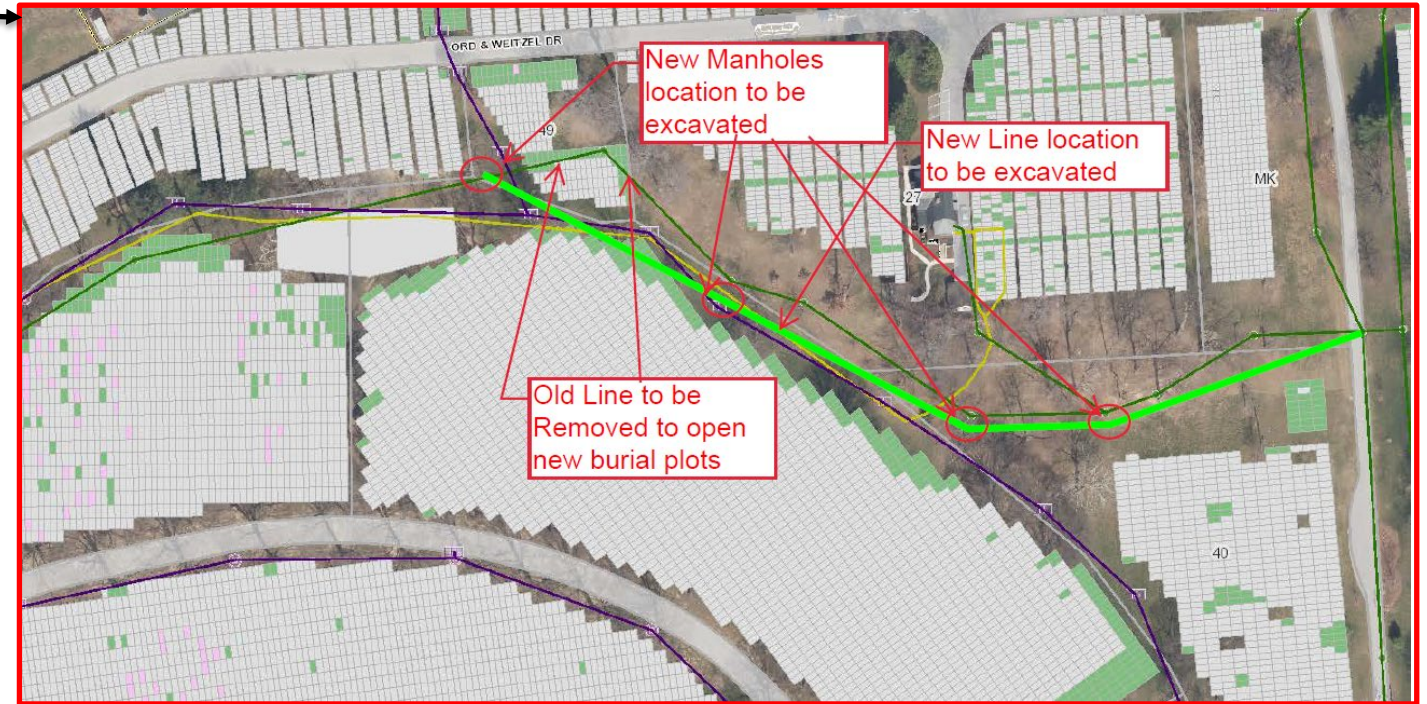 ORD & WEITZEL DR
New Manholes
location to be
excavated
New Line location
to be excavated
49
MK
27
Old Line to be
Removed to open
new burial plots
40